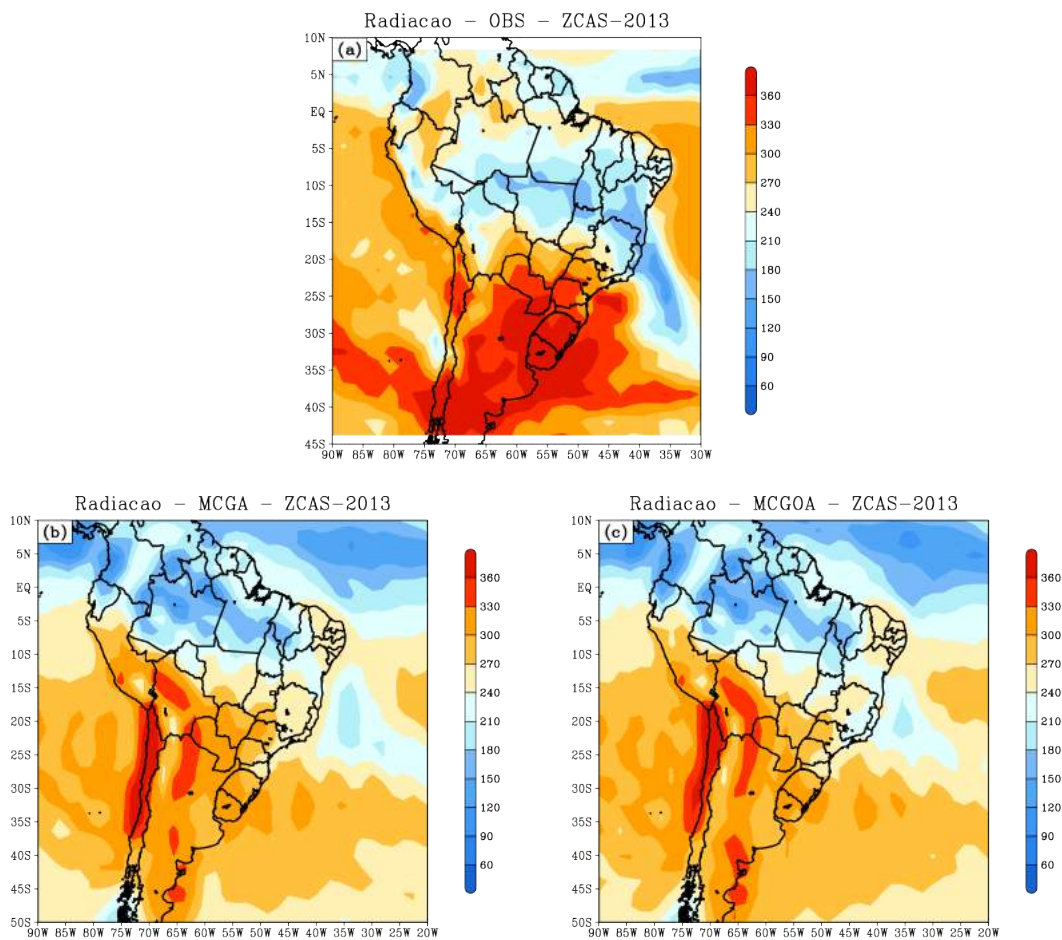 Radiacao - OBS - ZCAS-2013
(a)
10N
5N
EQ
5S
10S
15S
20S
25S
30S
35S
40S
45S
90W 85W 80W 75W 70W 65W 60W 55W 50W 45W 40W 35W 30W
360
330
300
270
240
210
180
150
120
90
60
Radiacao - MCGA - ZCAS-2013
(b)
10N
5N
EQ
5S
10S
15S
20S
25S
30S
35S
40S
45S
50S
90W 85W 80W 75W 70W 65W 60W 55W 50W 45W 40W 35W 30W 25W 20W
360
330
300
270
240
210
180
150
120
90
60
Radiacao - MCGOA - ZCAS-2013
(c)
10N
5N
EQ
5S
10S
15S
20S
25S
30S
35S
40S
45S
50S
90W 85W 80W 75W 70W 65W 60W 55W 50W 45W 40W 35W 30W 25W 20W
360
330
300
270
240
210
180
150
120
90
60